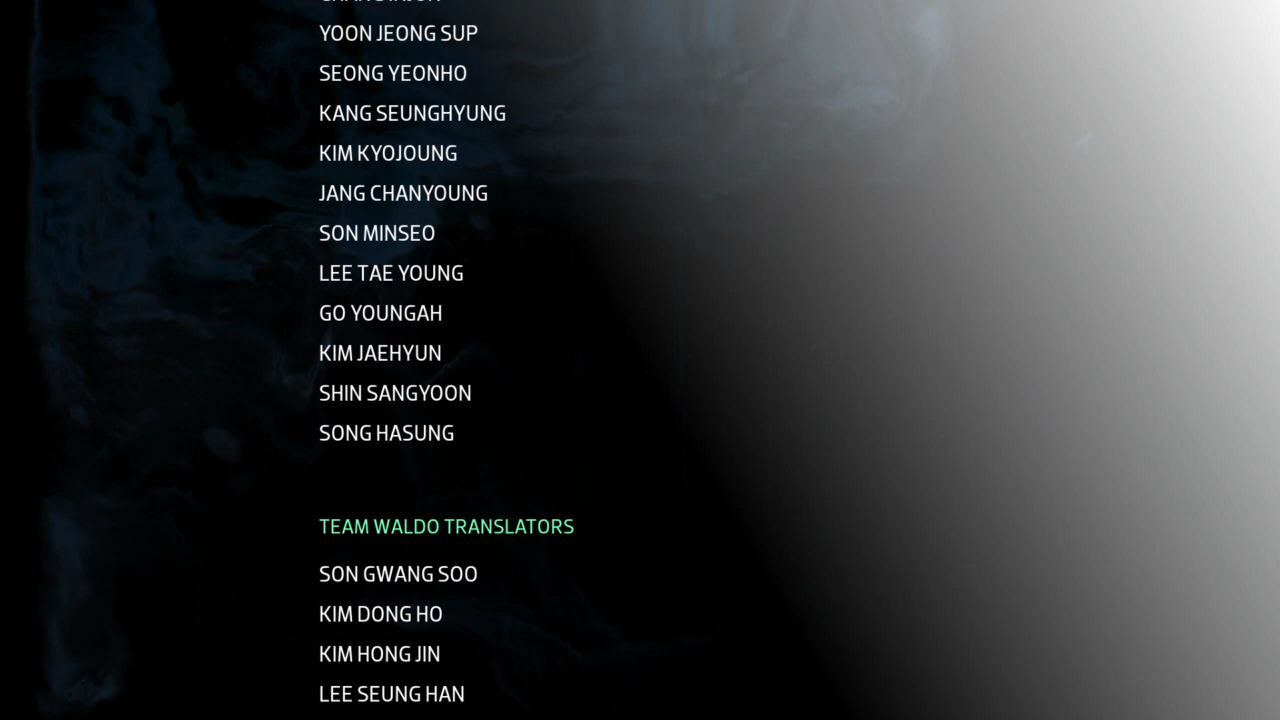 YOON JEONG SUP
SEONG YEONHO
KANG SEUNGHYUNG
KIM KYOJOUNG
JANG CHANYOUNG
SON MINSEO
LEE TAE YOUNG
GO YOUNGAH
KIM JAEHYUN
SHIN SANGYOON
SONG HASUNG
TEAM WALDO TRANSLATORS
SON GWANG SOO
KIM DONG HO
KIM HONG JIN
LEE SEUNG HAN